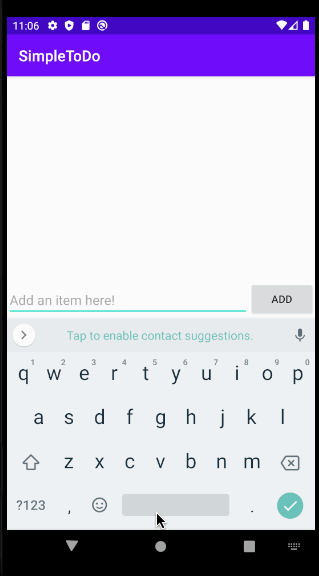 11:06
SimpleToDo
Add an item here!
ADD
Tap to enable contact suggestions.
1 2 3 4 5 6 7 8 9 0
q w e r t y u i o p
a s d f g h j k l
z x c v b n m
?123 , .